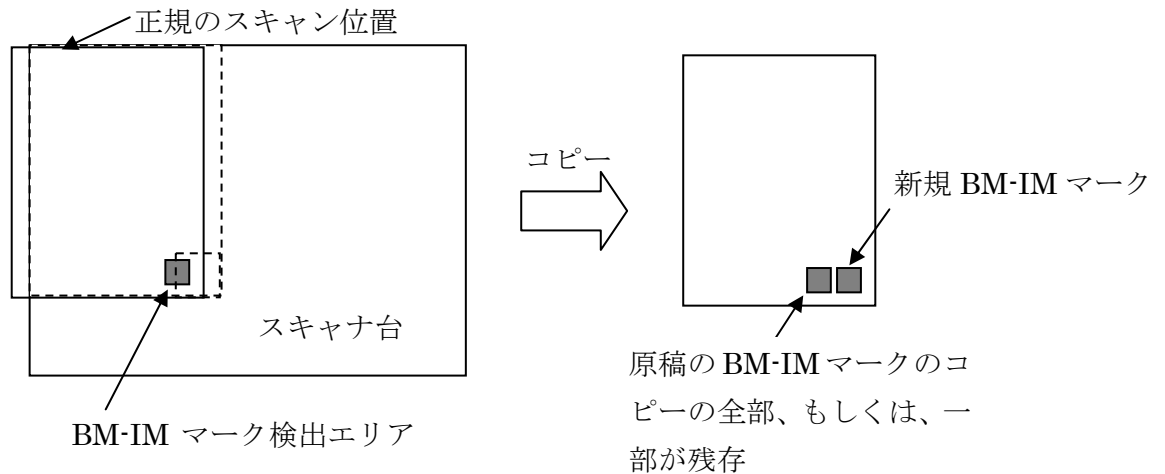 正規のスキャン位置
コピー
新規 BM-IM マーク
スキャナ台
BM-IM マーク検出エリア
原稿の BM-IM マークのコ
ピーの全部、もしくは、一
部が残存